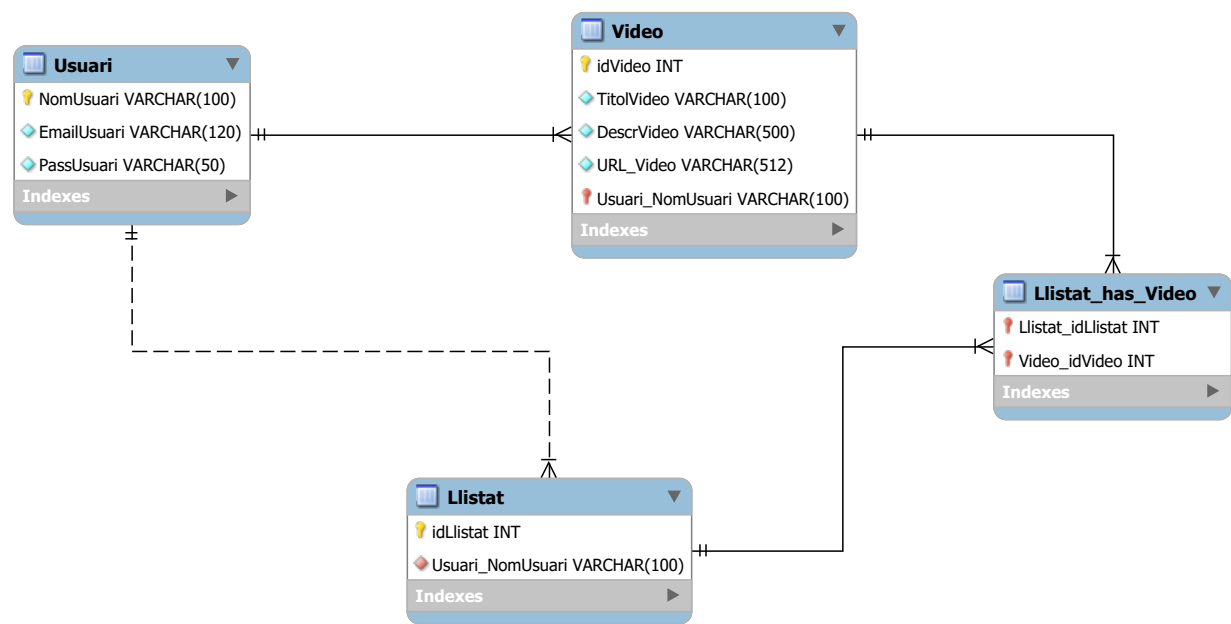 Usuari
NomUsuari VARCHAR(100)
EmailUsuari VARCHAR(120)
PassUsuari VARCHAR(50)
Indexes
Video
idVideo INT
TitolVideo VARCHAR(100)
DescrVideo VARCHAR(500)
URL_Video VARCHAR(512)
Usuari_NomUsuari VARCHAR(100)
Indexes
Llistat_has_Video
Llistat_idLlistat INT
Video_idVideo INT
Indexes
Llistat
idLlistat INT
Usuari_NomUsuari VARCHAR(100)
Indexes